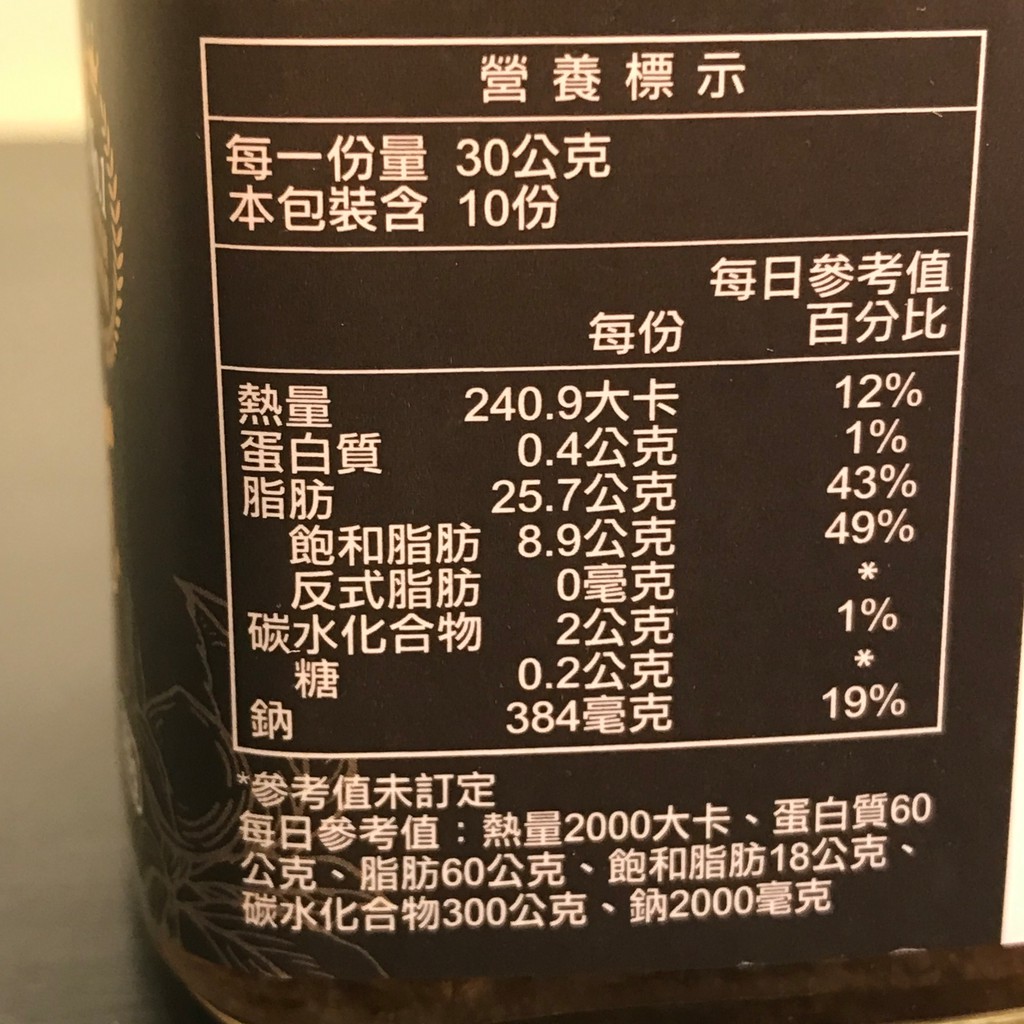 營養標示
每一份量 30公克
本包裝含 10份
每份 每日參考值百分比
熱量 240.9大卡 12%
蛋白質 0.4公克 1%
脂肪 25.7公克 43%
飽和脂肪 8.9公克 49%
反式脂肪 0毫克 *
碳水化合物 2公克 1%
糖 0.2公克 *
鈉 384毫克 19%
*參考值未訂定
每日參考值：熱量2000大卡、蛋白質60
公克、脂肪60公克、飽和脂肪18公克、
碳水化合物300公克、鈉2000毫克